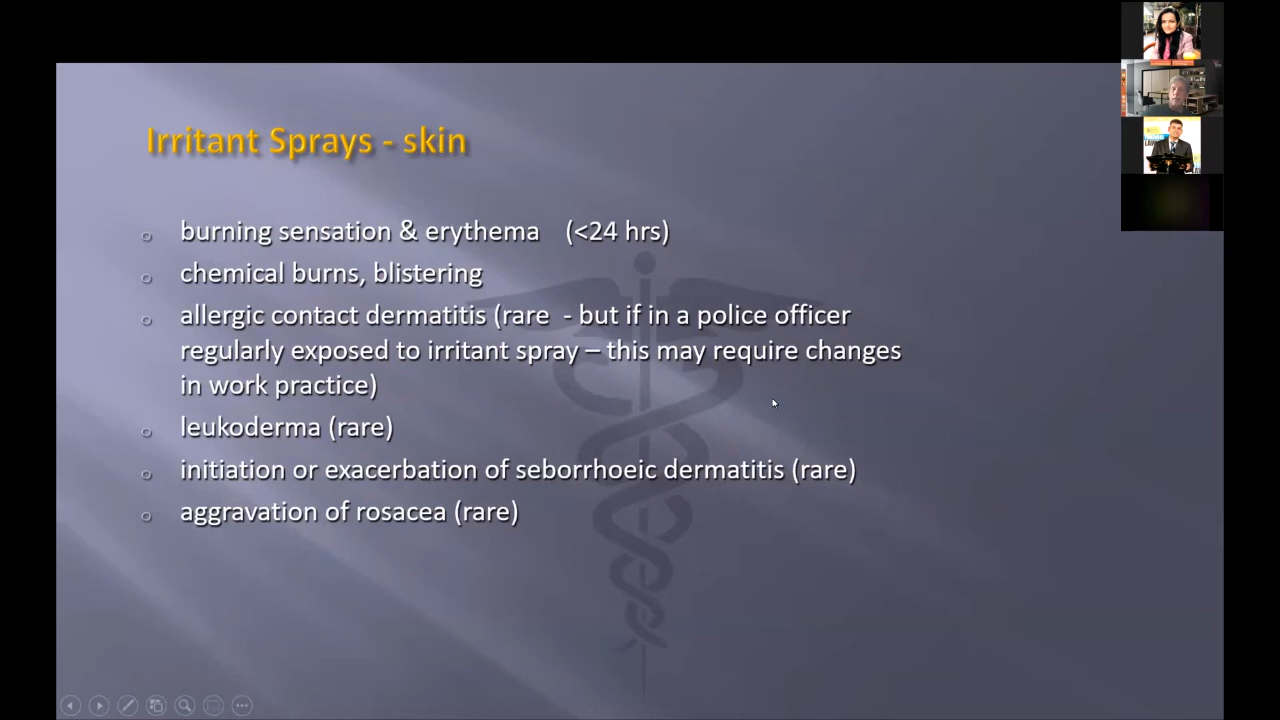 Irritant Sprays - skin
burning sensation & erythema (<24 hrs)
chemical burns, blistering
allergic contact dermatitis (rare - but if in a police officer
regularly exposed to irritant spray – this may require changes
in work practice)
leukoderma (rare)
initiation or exacerbation of seborrhoeic dermatitis (rare)
aggravation of rosacea (rare)